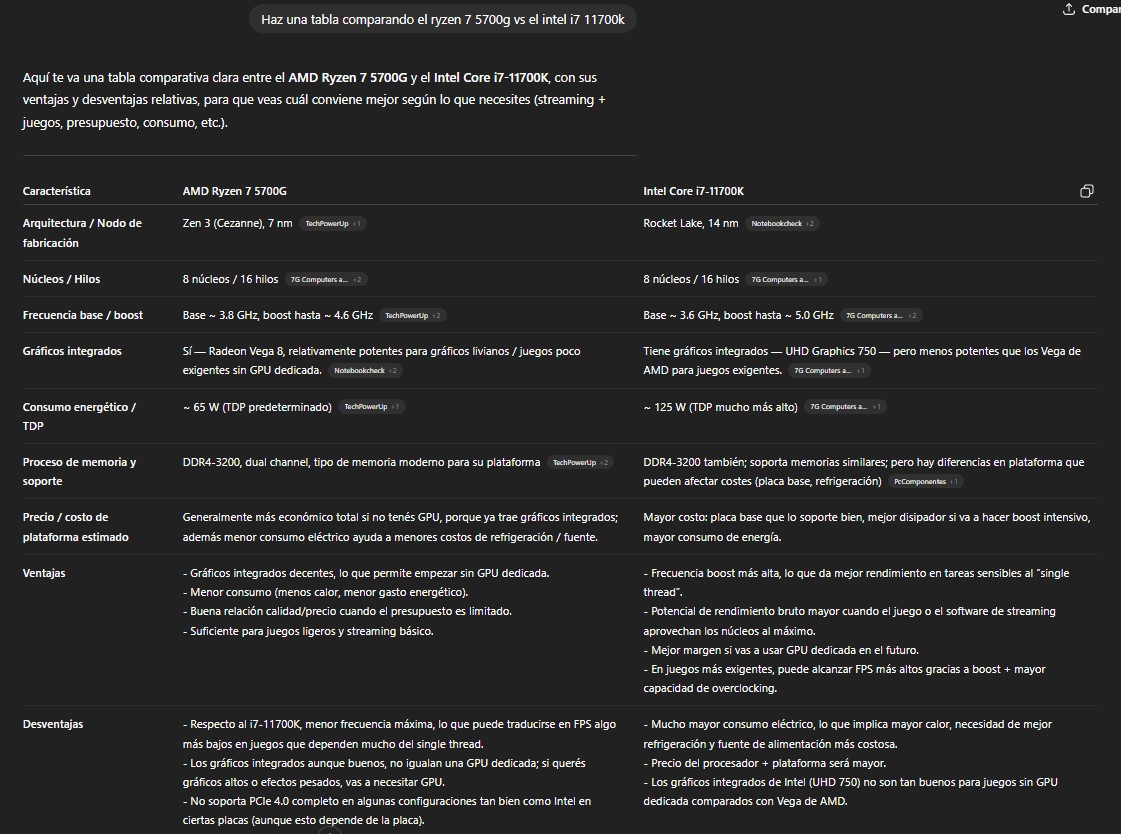 Haz una tabla comparando el ryzen 7 5700g vs el intel i7 11700k
Compar
Aquí te va una tabla comparativa clara entre el AMD Ryzen 7 5700G y el Intel Core i7-11700K, con sus
ventajas y desventajas relativas, para que veas cuál conviene mejor según lo que necesites (streaming +
juegos, presupuesto, consumo, etc.).
Característica AMD Ryzen 7 5700G Intel Core i7-11700K
Arquitectura / Nodo de
fabricación
Zen 3 (Cezanne), 7 nm TechPowerUp +1
Rocket Lake, 14 nm Notebookcheck +2
Núcleos / Hilos
8 núcleos / 16 hilos 7G Computers a... +2
8 núcleos / 16 hilos 7G Computers a... +1
Frecuencia base / boost
Base ~ 3.8 GHz, boost hasta ~ 4.6 GHz TechPowerUp +2
Base ~ 3.6 GHz, boost hasta ~ 5.0 GHz 7G Computers a... +2
Gráficos integrados
Sí — Radeon Vega 8, relativamente potentes para gráficos livianos / juegos poco
exigentes sin GPU dedicada. Notebookcheck +2
Tiene gráficos integrados — UHD Graphics 750 — pero menos potentes que los Vega de
AMD para juegos exigentes. 7G Computers a... +1
Consumo energético /
TDP
~ 65 W (TDP predeterminado) TechPowerUp +1
~ 125 W (TDP mucho más alto) 7G Computers a... +1
Proceso de memoria y
soporte
DDR4-3200, dual channel, tipo de memoria moderno para su plataforma TechPowerUp +2
DDR4-3200 también; soporta memorias similares; pero hay diferencias en plataforma que
pueden afectar costes (placa base, refrigeración) PcComponentes +1
Precio / costo de
plataforma estimado
Generalmente más económico total si no tenés GPU, porque ya trae gráficos integrados;
además menor consumo eléctrico ayuda a menores costos de refrigeración / fuente.
Mayor costo: placa base que lo soporte bien, mejor disipador si va a hacer boost intensivo,
mayor consumo de energía.
Ventajas
- Gráficos integrados decentes, lo que permite empezar sin GPU dedicada.
- Menor consumo (menos calor, menor gasto energético).
- Buena relación calidad/precio cuando el presupuesto es limitado.
- Suficiente para juegos ligeros y streaming básico.
- Frecuencia boost más alta, lo que da mejor rendimiento en tareas sensibles al "single
thread".
- Potencial de rendimiento bruto mayor cuando el juego o el software de streaming
aprovechan los núcleos al máximo.
- Mejor margen si vas a usar GPU dedicada en el futuro.
- En juegos más exigentes, puede alcanzar FPS más altos gracias a boost + mayor
capacidad de overclocking.
Desventajas
- Respecto al i7-11700K, menor frecuencia máxima, lo que puede traducirse en FPS algo
más bajos en juegos que dependen mucho del single thread.
- Los gráficos integrados aunque buenos, no igualan una GPU dedicada; si querés
gráficos altos o efectos pesados, vas a necesitar GPU.
- No soporta PCIe 4.0 completo en algunas configuraciones tan bien como Intel en
ciertas placas (aunque esto depende de la placa).
- Mucho mayor consumo eléctrico, lo que implica mayor calor, necesidad de mejor
refrigeración y fuente de alimentación más costosa.
- Precio del procesador + plataforma será mayor.
- Los gráficos integrados de Intel (UHD 750) no son tan buenos para juegos sin GPU
dedicada comparados con Vega de AMD.